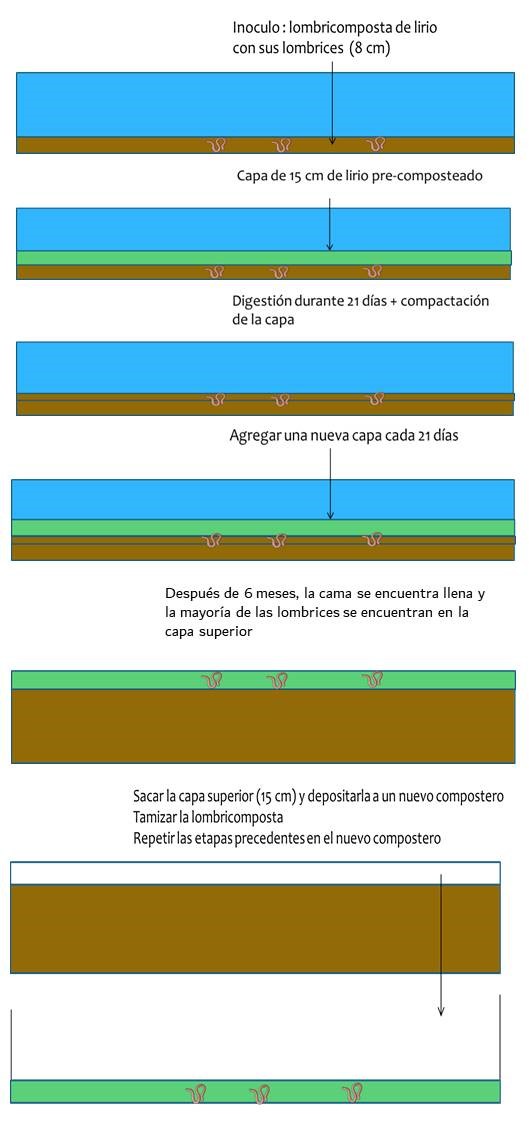 Inoculo : lombricomposta de lirio
con sus lombrices (8 cm)
Capa de 15 cm de lirio pre-composteado
Digestión durante 21 días + compactación
de la capa
Agregar una nueva capa cada 21 días
Después de 6 meses, la cama se encuentra llena y
la mayoría de las lombrices se encuentran en la
capa superior
Sacar la capa superior (15 cm) y depositarla a un nuevo compostero
Tamizar la lombricomposta
Repetir las etapas precedentes en el nuevo compostero